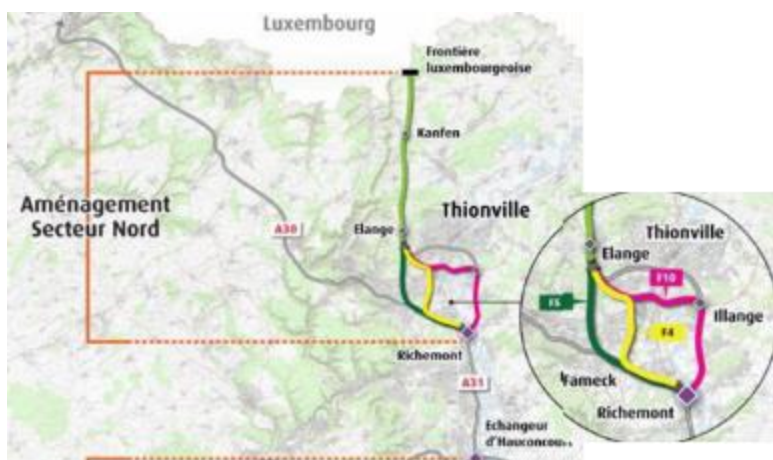 Luxembourg
Frontière
luxembourgeoise
Kanfen
Aménagement
Secteur Nord
Thionville
A30
Elange
Richemont
A31
Echangeur
d'Hauconcourt
Thionville
Elange
F10
F5
Illange
F4
Fameck
Richemont